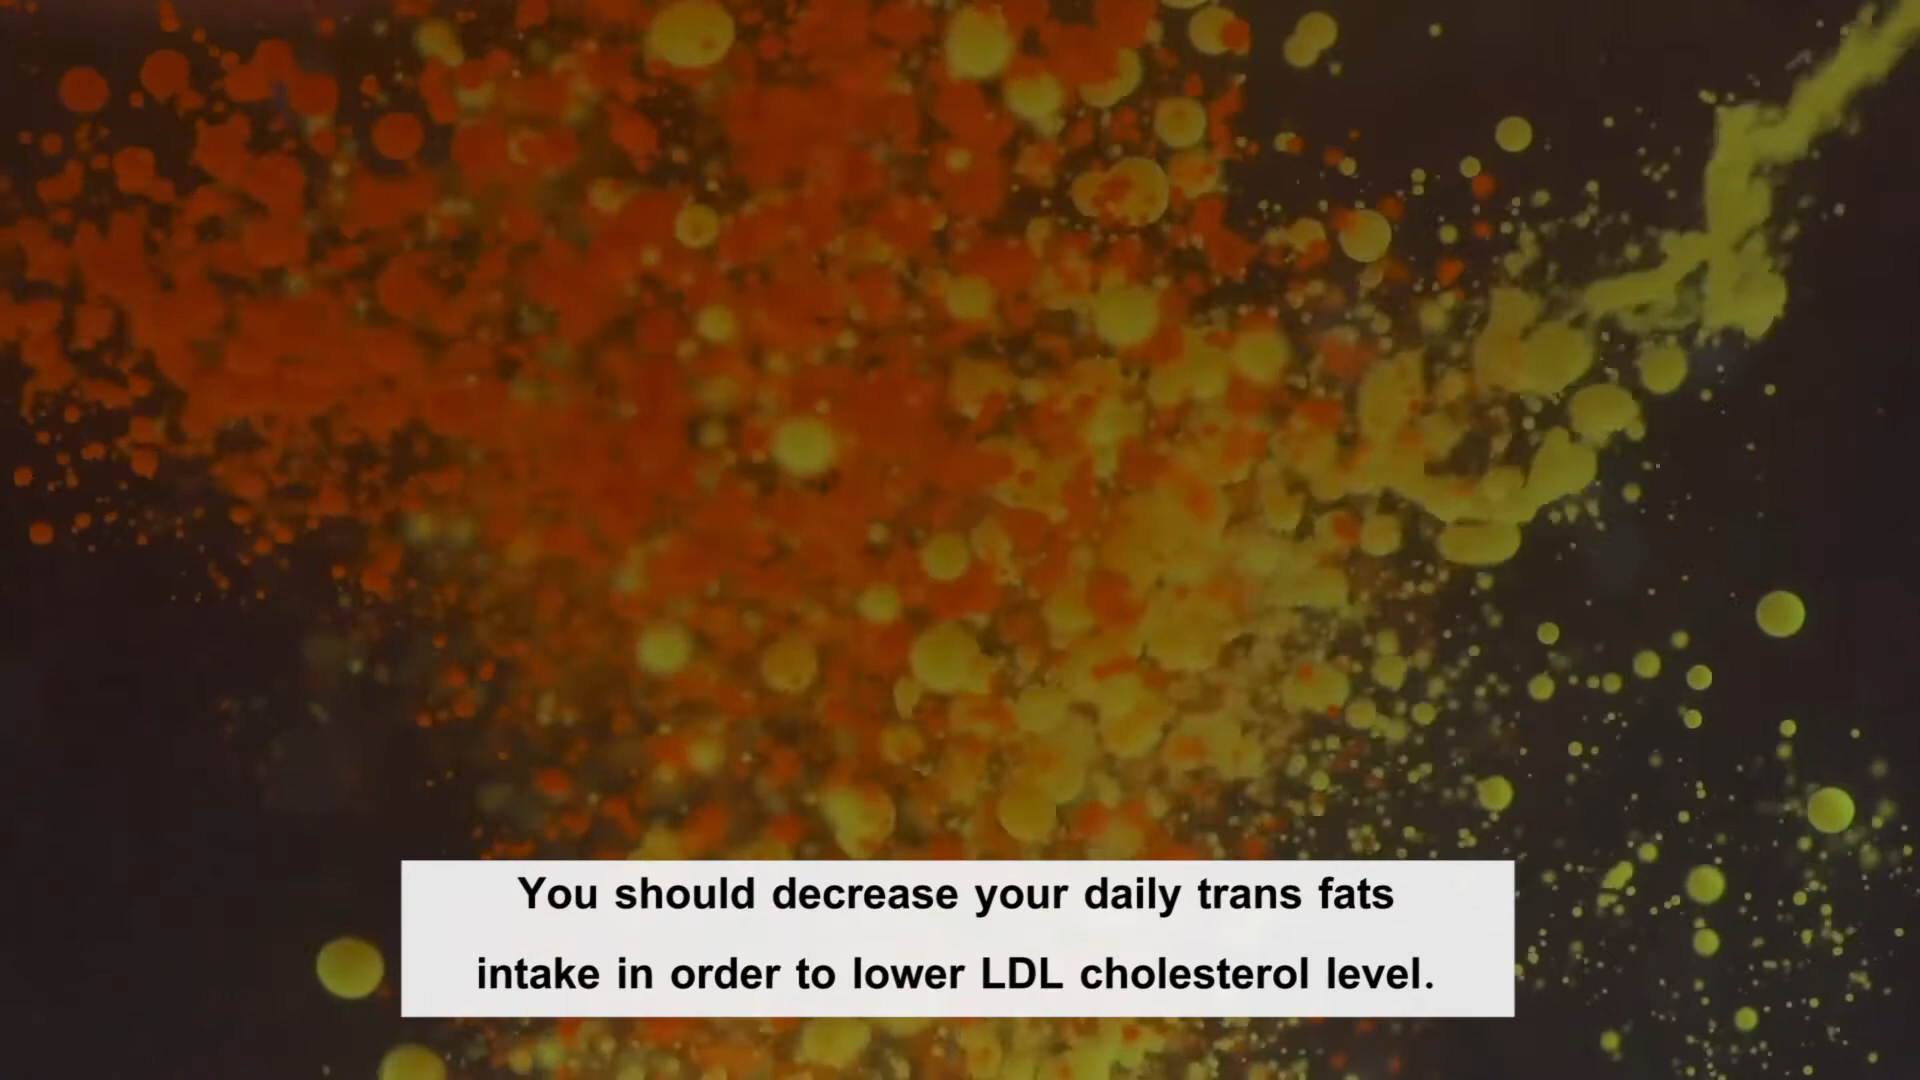 You should decrease your daily trans fats
intake in order to lower LDL cholesterol level.